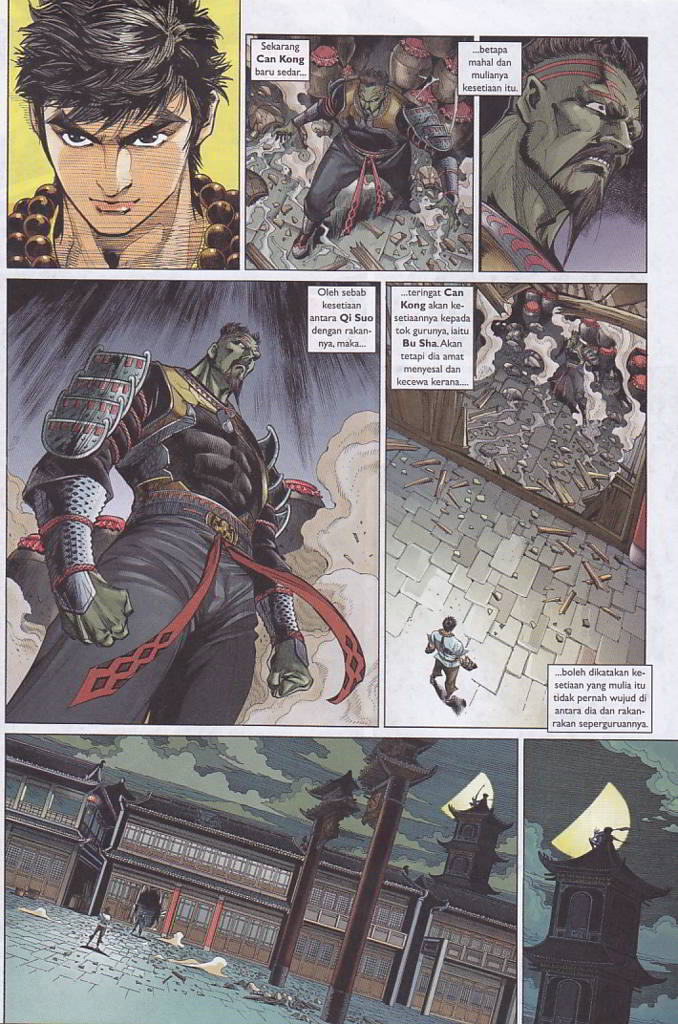 Sekarang
Can Kong
baru sedar...
...betapa
mahal dan
mulianya
kesetiaan itu.
Oleh sebab
kesetiaan
antara Qi Suo
dengan rakan-
nya, maka...
...teringat Can
Kong akan ke-
setiaannya kepada
tok gurunya, iaitu
Bu Sha. Akan
tetapi dia amat
menyesal dan
kecewa kerana....
...boleh dikatakan ke-
setiaan yang mulia itu
tidak pernah wujud di
antara dia dan rakan-
rakan seperguruannya.